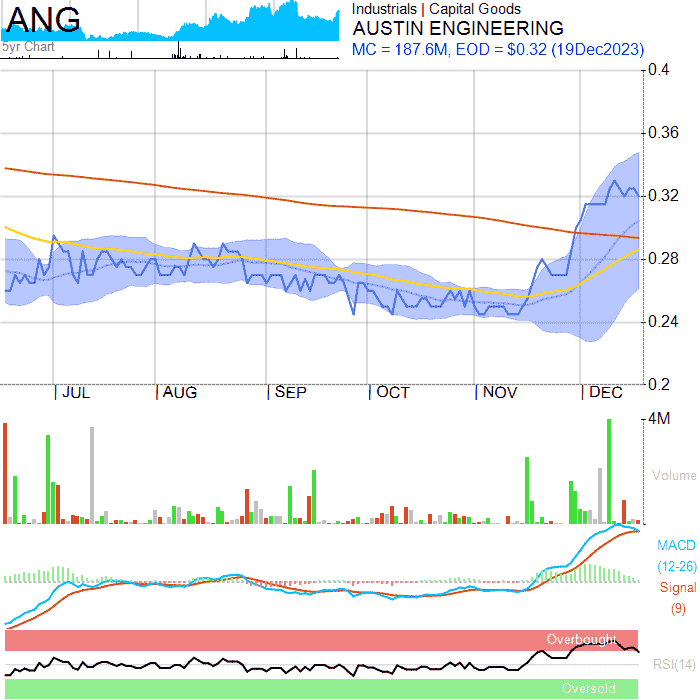 ANG
5yr Chart
Industrials | Capital Goods
AUSTIN ENGINEERING
MC = 187.6M, EOD = $0.32 (19Dec2023)
0.4
0.36
0.32
0.28
0.24
0.2
JUL
AUG
SEP
OCT
NOV
DEC
4M
Volume
MACD
(12-26)
Signal
(9)
Overbought
RSI(14)
Oversold